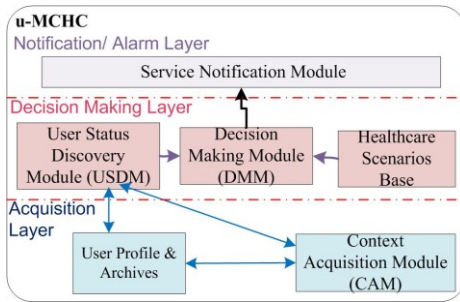 u-MCHC
Notification/ Alarm Layer
Service Notification Module
Decision Making Layer
User Status
Discovery
Module (USDM)
Decision
Making Module
(DMM)
Healthcare
Scenarios
Base
Acquisition
Layer
User Profile &
Archives
Context
Acquisition Module
(CAM)